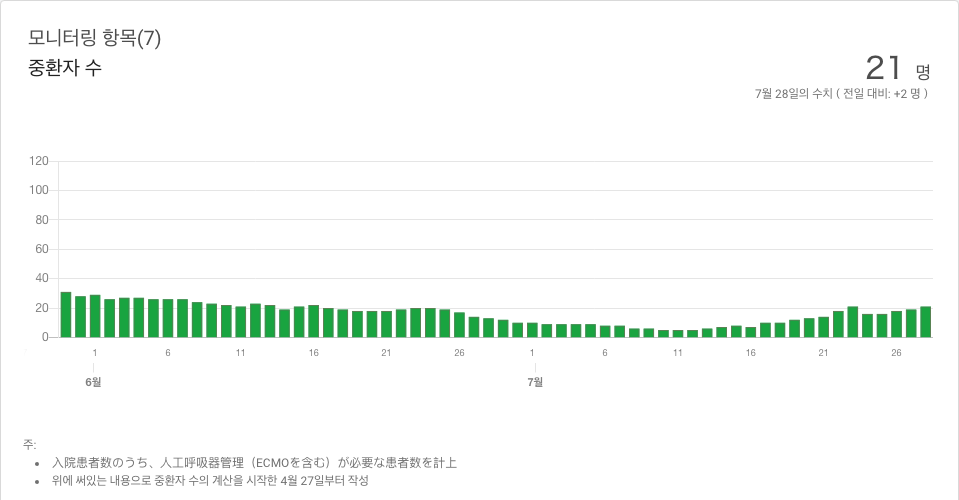 모니터링 항목(7)
중환자 수
21 명
7월 28일의 수치 ( 전일 대비: +2 명 )
120
100
80
60
40
20
0
1 6 11 16 21 26 1 6 11 16 21 26
6월 7월
주:
• 入院患者数のうち、人工呼吸器管理（ECMOを含む）が必要な患者数を計上
• 위에 써있는 내용으로 중환자 수의 계산을 시작한 4월 27일부터 작성